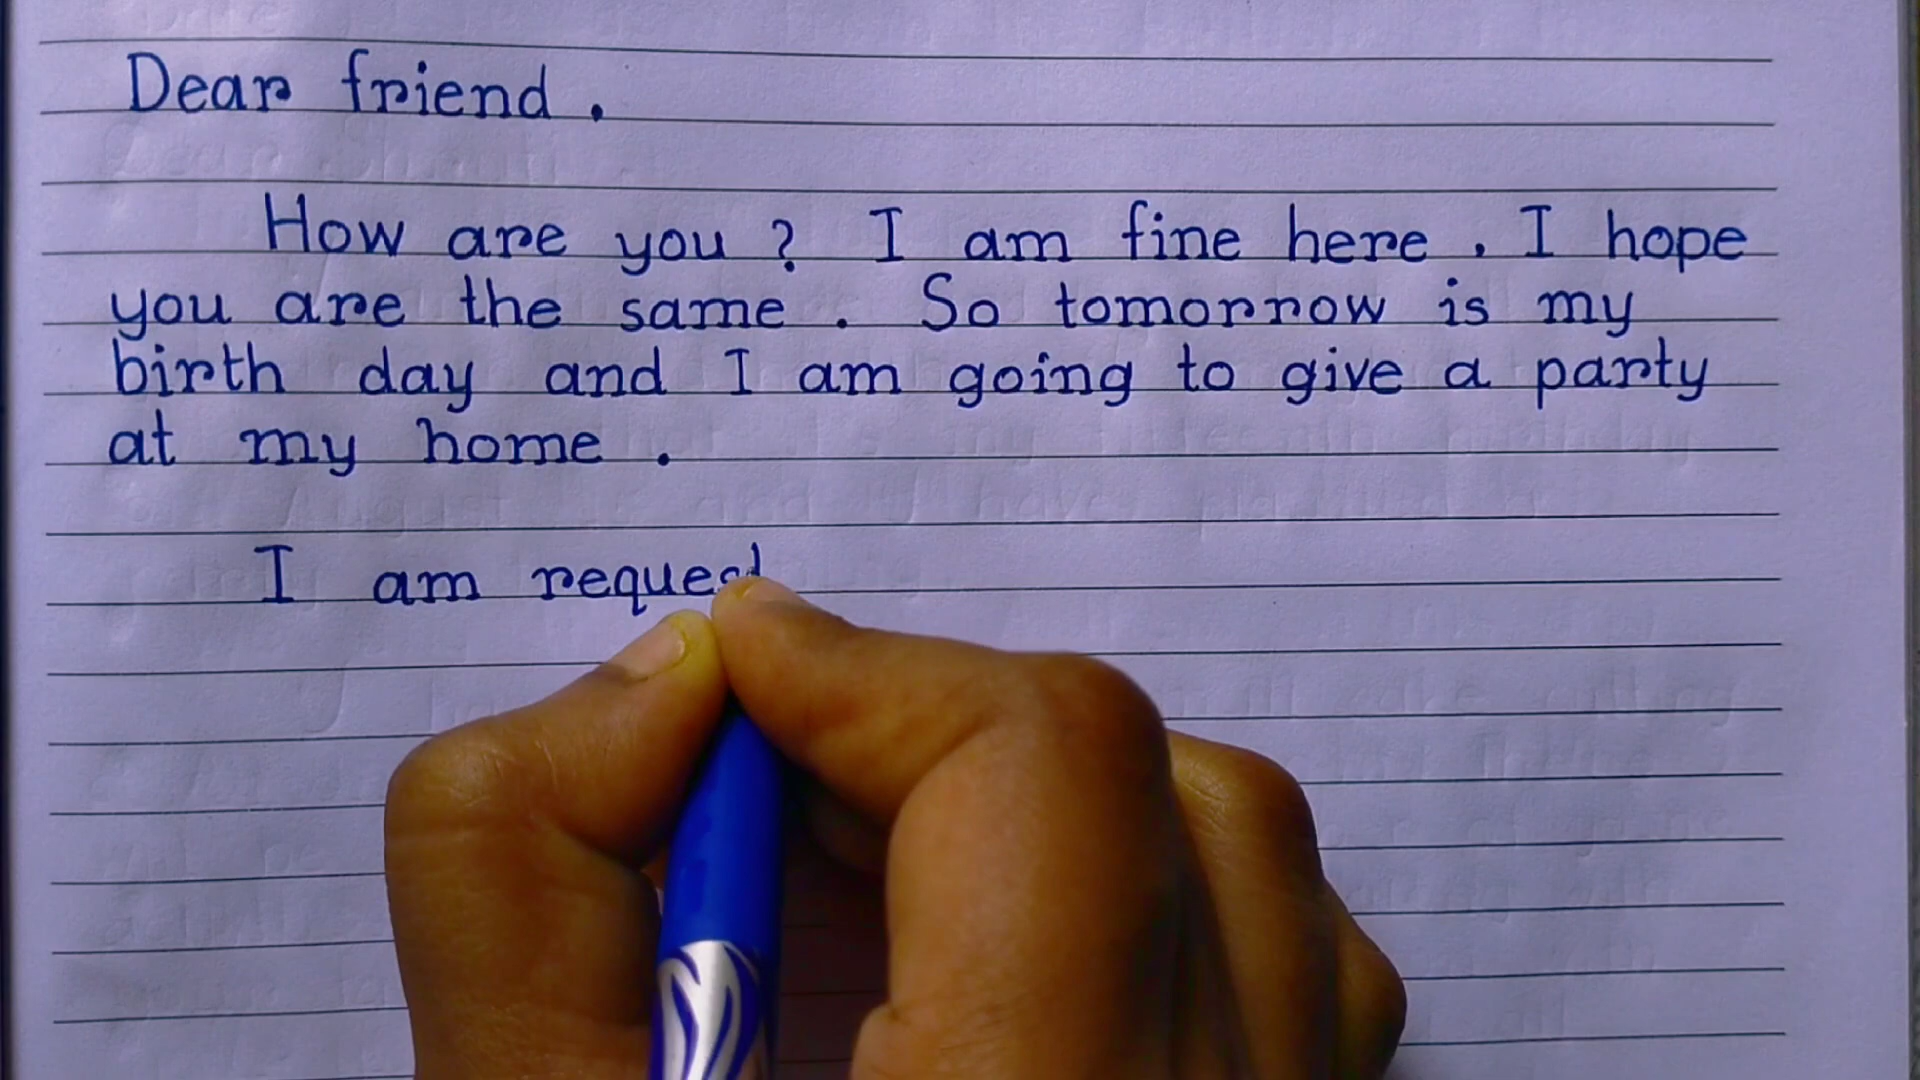 Dear friend.
How are you? I am fine here. I hope
you are the same. So tomorrow is my
birth day and I am going to give a party
at my home.
I am request